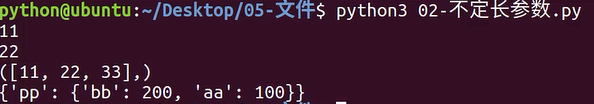 python@ubuntu:~/Desktop/05-文件$ python3 02-不定长参数.py
11
22
([11, 22, 33],)
{'pp': {'bb': 200, 'aa': 100}}